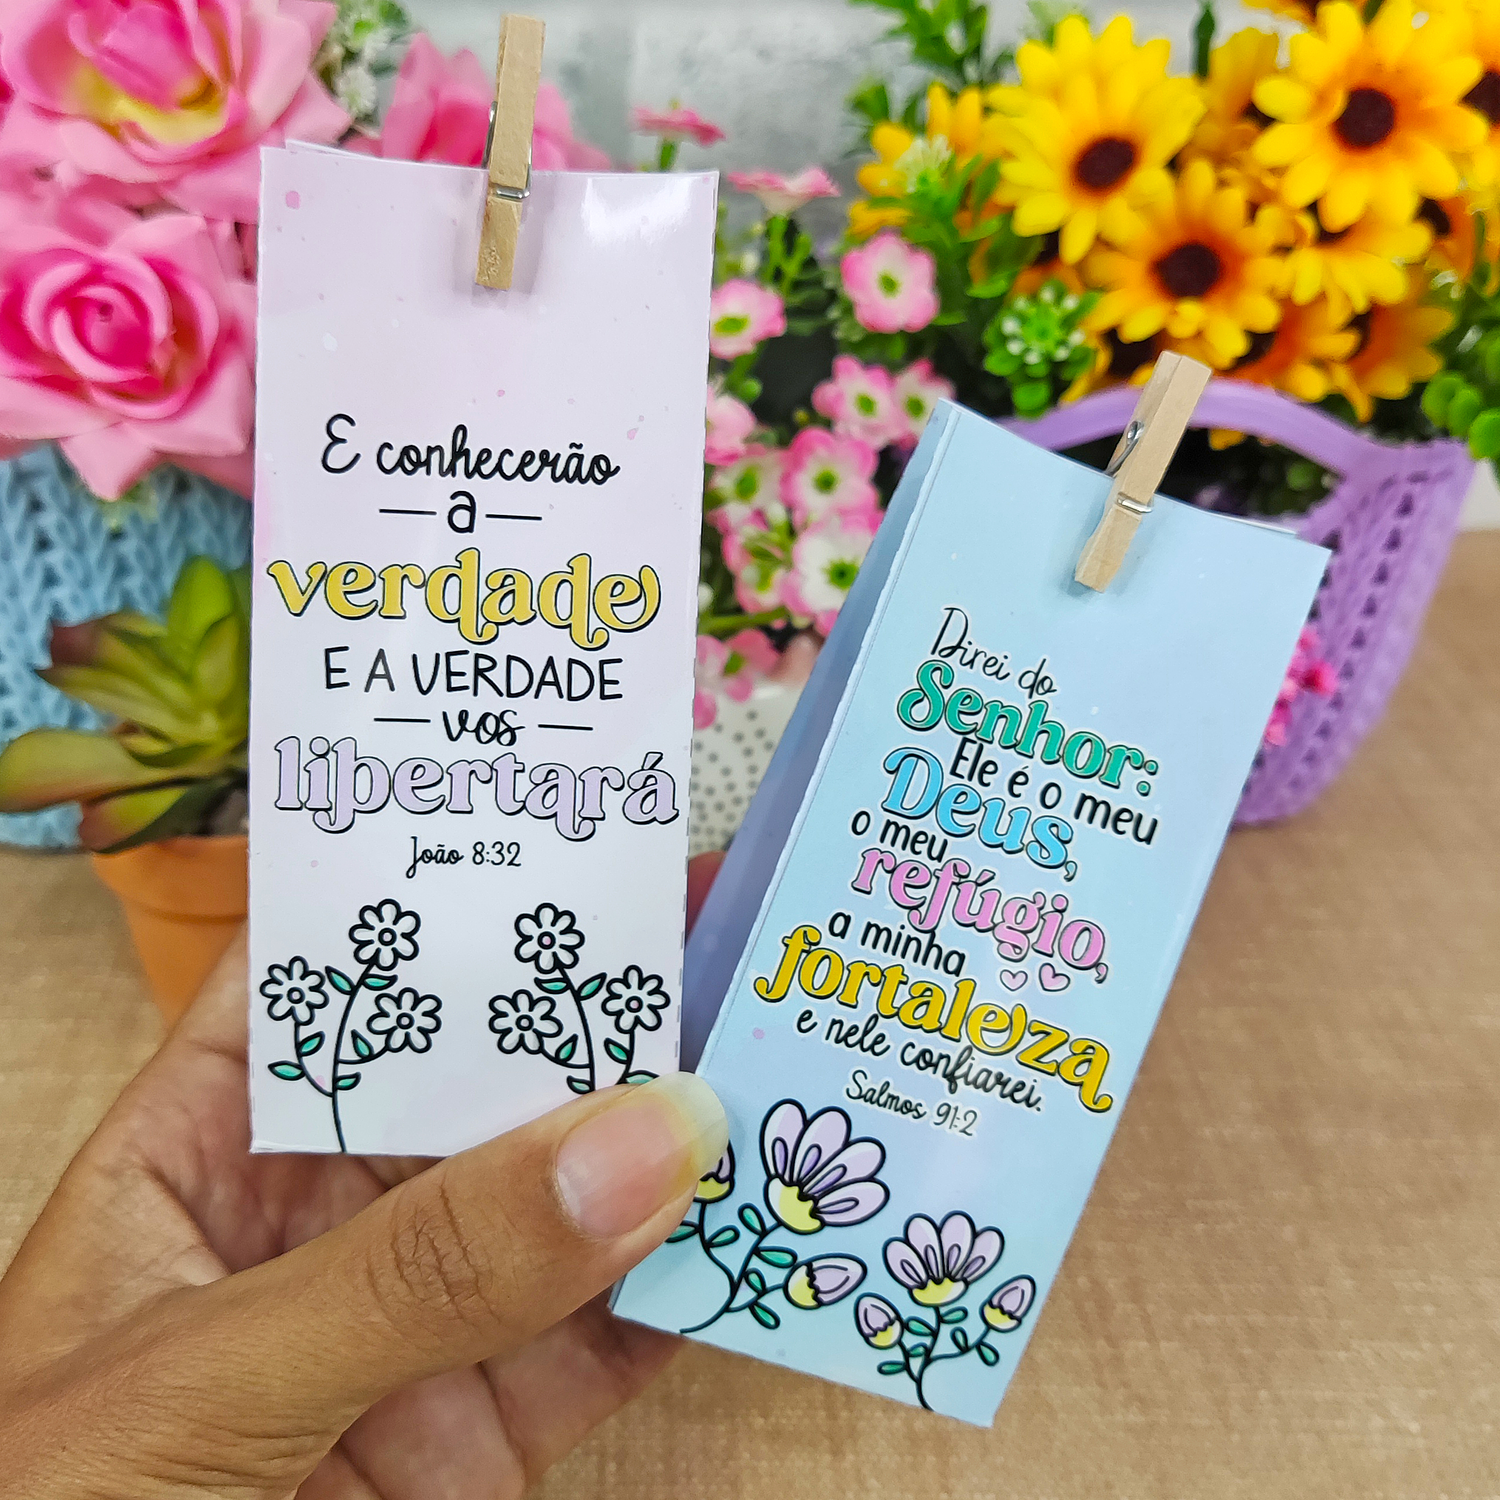 E conhecerão
a
verdade
E A VERDADE
vos
libertará
João 8:32
Direi do
Senhor:
Ele é o meu
Deus,
o meu
refúgio,
a minha
fortaleza
e nele confiarei.
Salmos 91:2